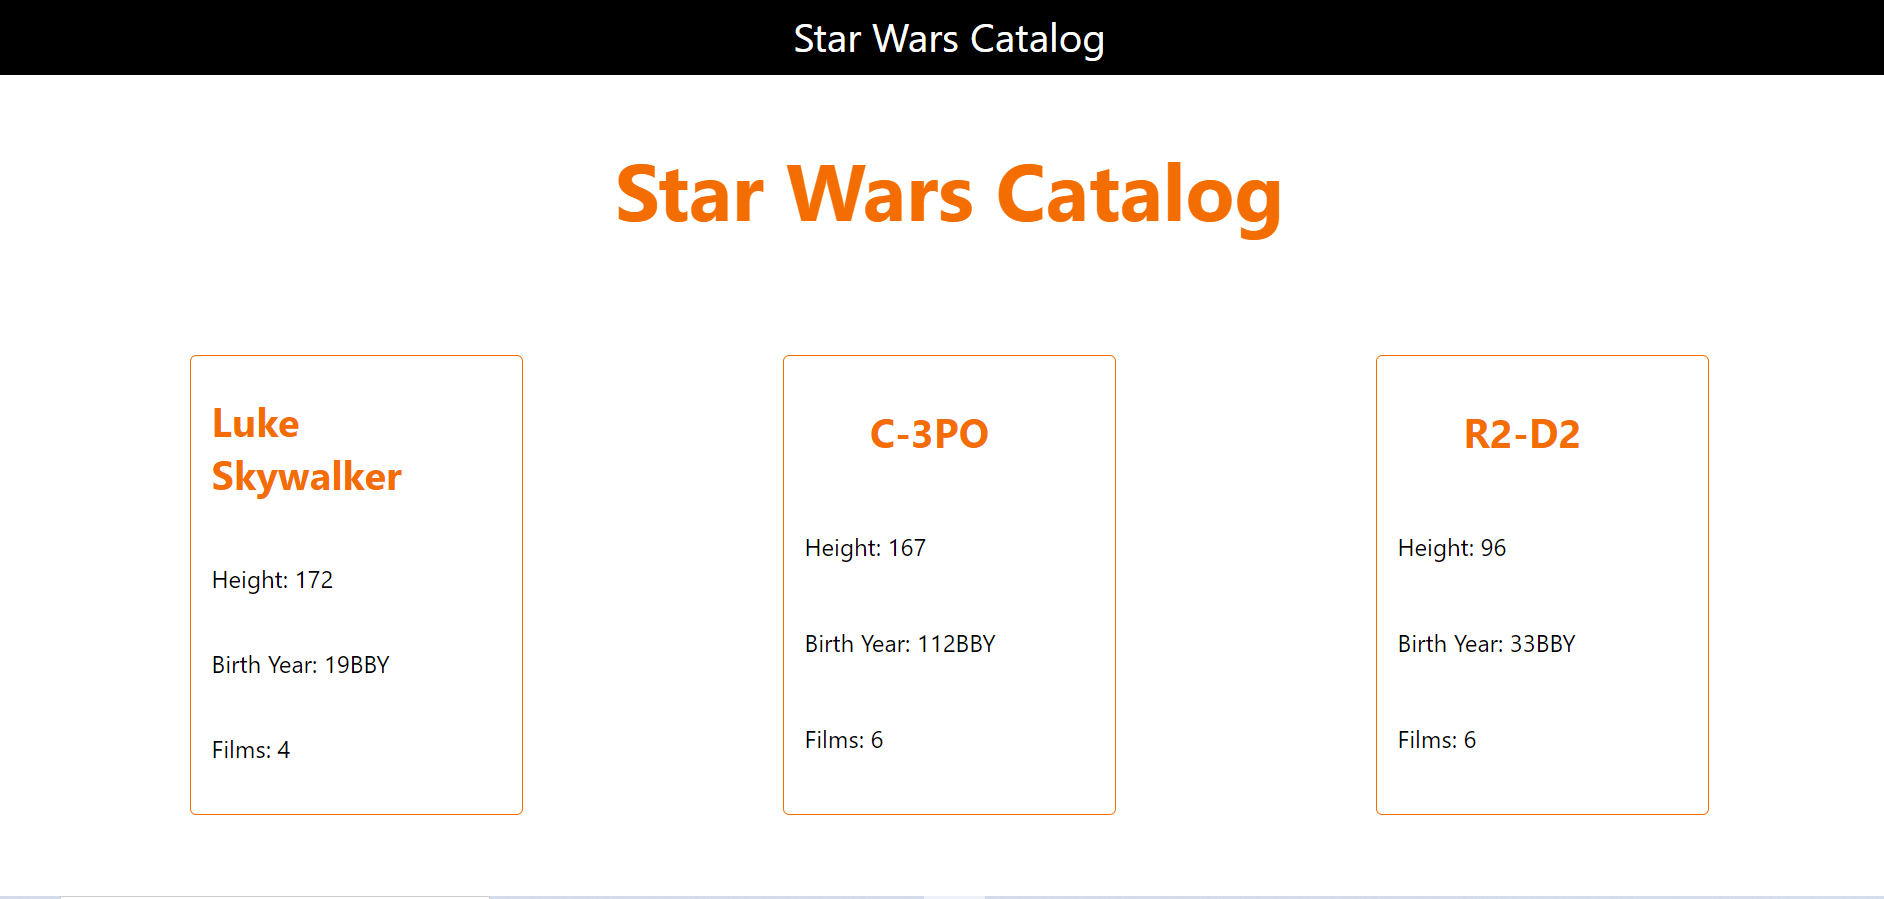 Star Wars Catalog
Star Wars Catalog
Luke
Skywalker
Height: 172
Birth Year: 19BBY
Films: 4
C-3PO
Height: 167
Birth Year: 112BBY
Films: 6
R2-D2
Height: 96
Birth Year: 33BBY
Films: 6